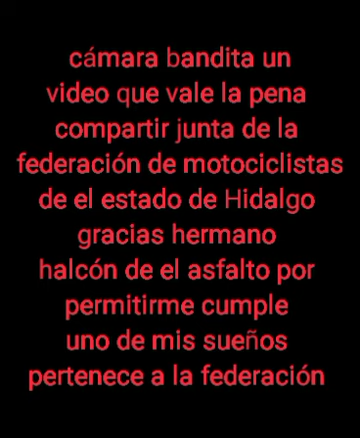 cámara bandita un
video que vale la pena
compartir junta de la
federación de motociclistas
de el estado de Hidalgo
gracias hermano
halcón de el asfalto por
permitirme cumple
uno de mis sueños
pertenece a la federación